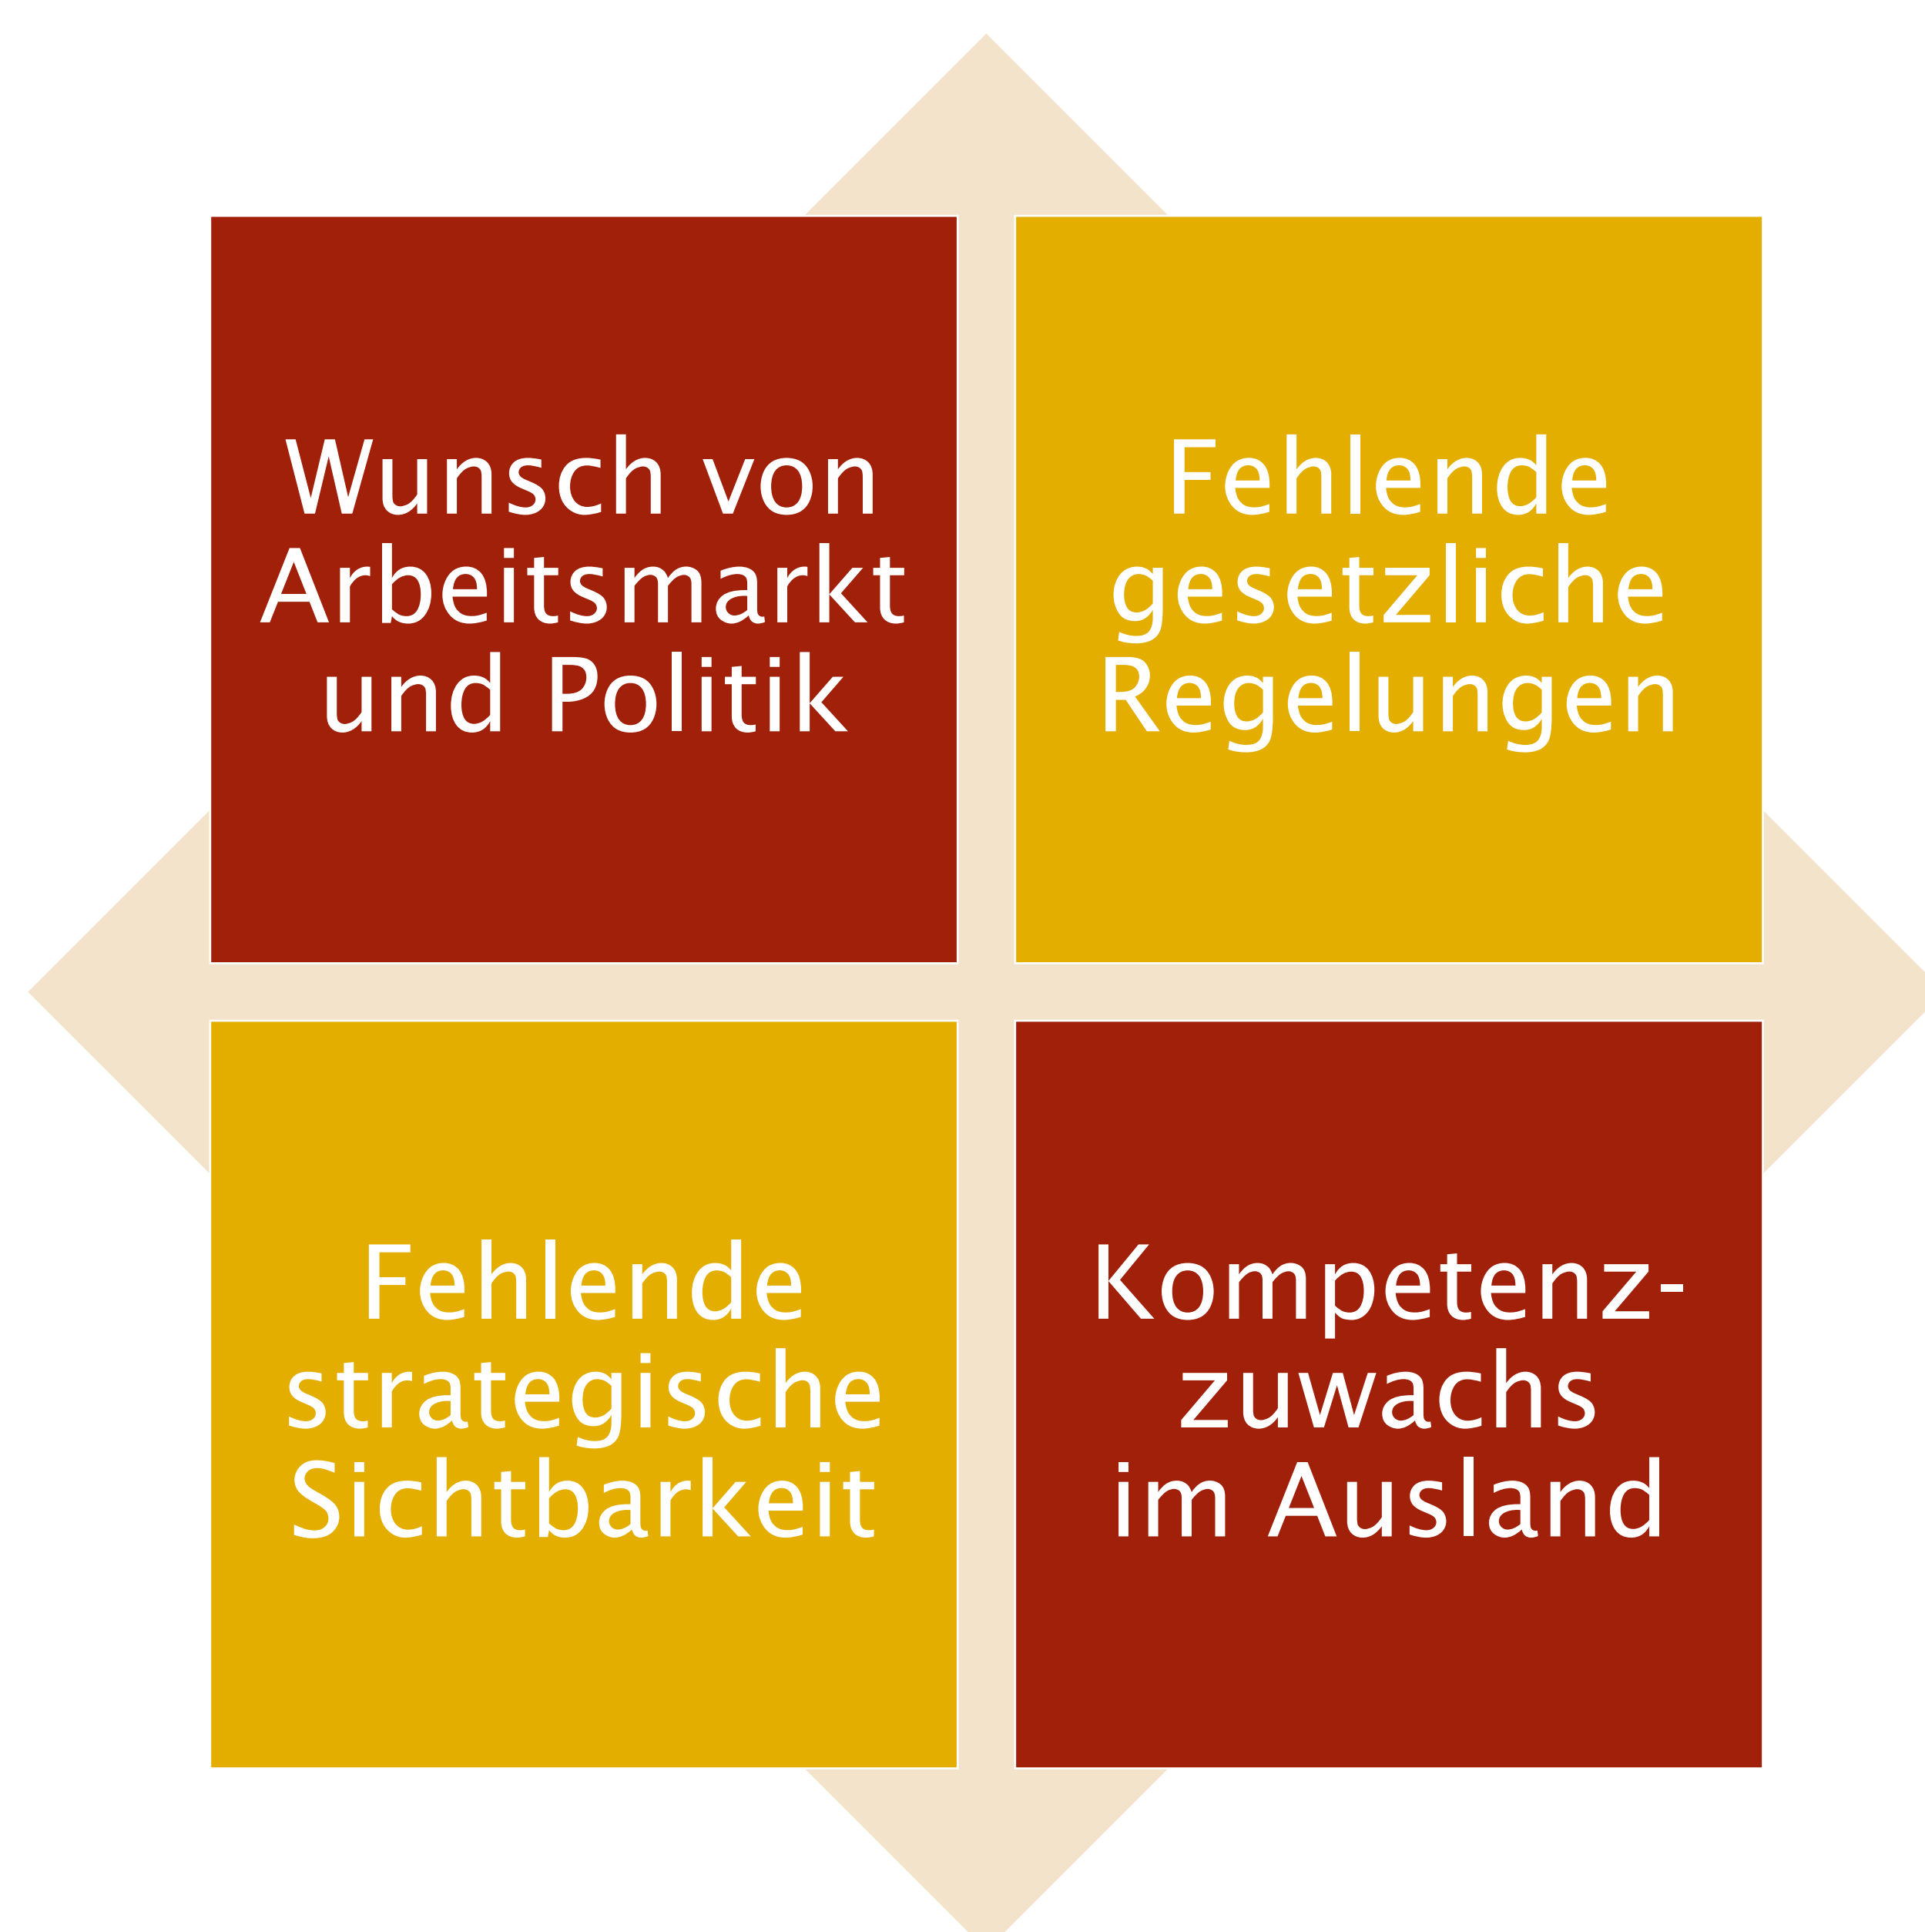 Wunsch von
Arbeitsmarkt
und Politik
Fehlende
gesetzliche
Regelungen
Fehlende
strategische
Sichtbarkeit
Kompetenz-
zuwachs
im Ausland